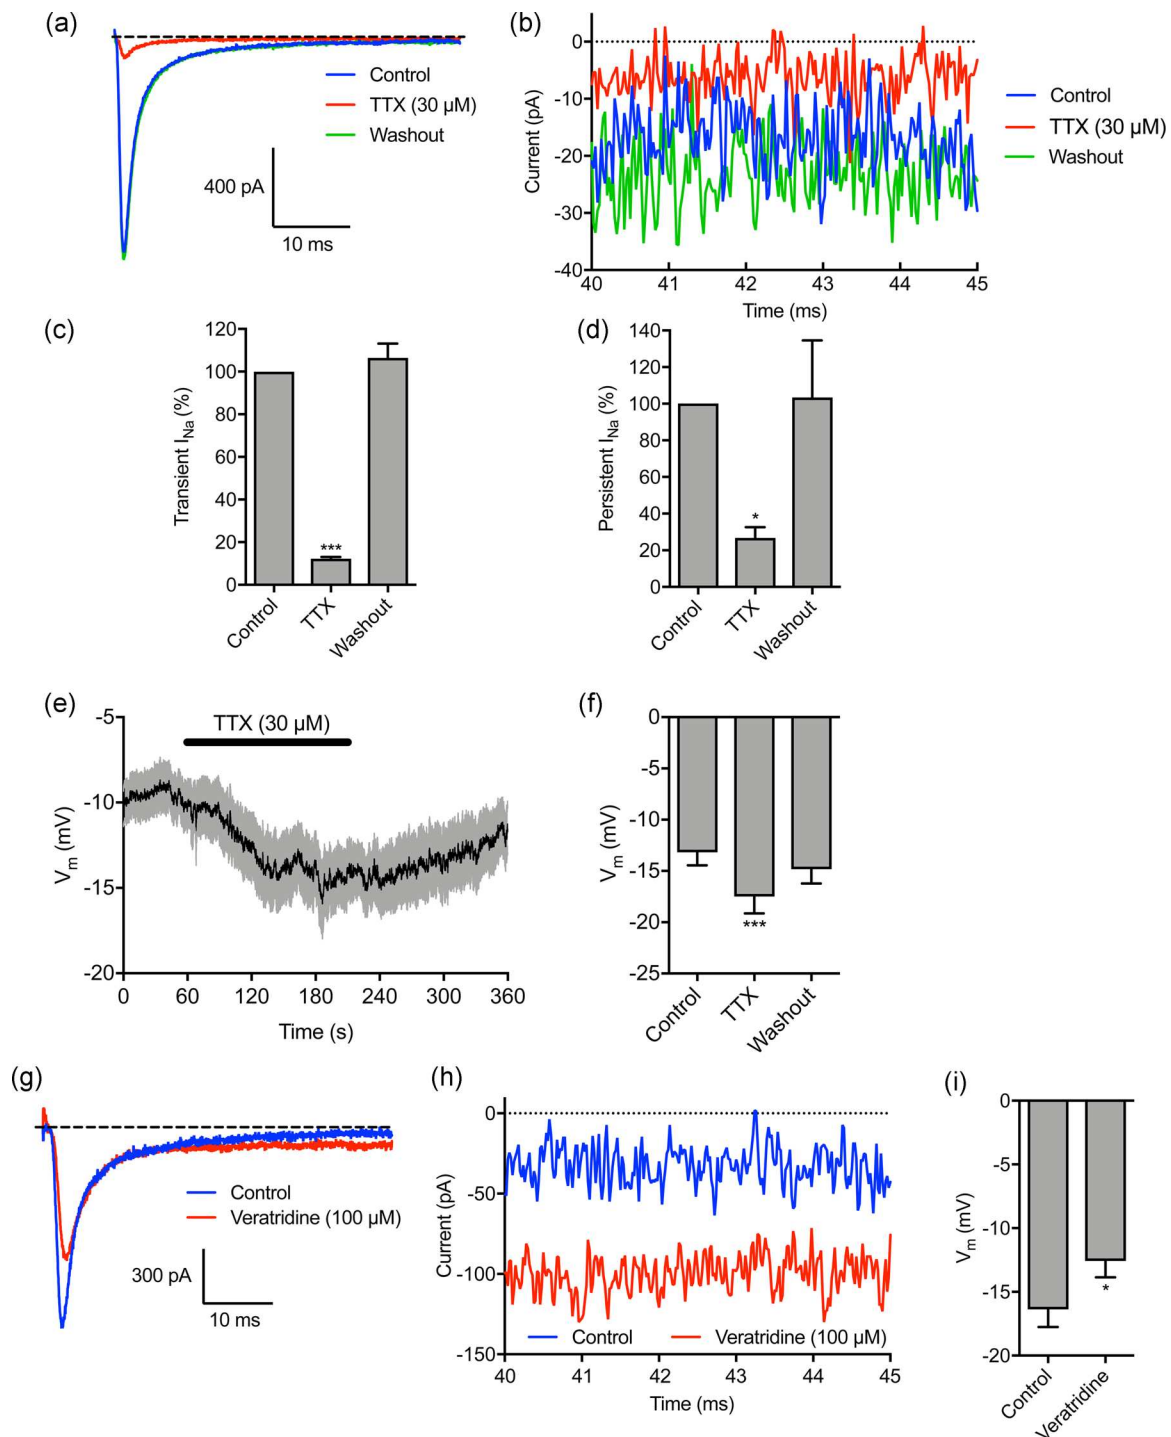 (a)
Control
TTX (30 µM)
Washout
400 pA
10 ms
(b)
0
-10
-20
-30
-40
Current (pA)
40 41 42 43 44 45
Time (ms)
Control
TTX (30 µM)
Washout
(c)
120
100
80
60
40
20
0
Transient INa (%)
***
Control
TTX
Washout
(d)
140
120
100
80
60
40
20
0
Persistent INa (%)
*
Control
TTX
Washout
(e)
-5
-10
-15
-20
Vm (mV)
TTX (30 µM)
0 60 120 180 240 300 360
Time (s)
(f)
0
-5
-10
-15
-20
-25
Vm (mV)
***
Control
TTX
Washout
(g)
Control
Veratridine (100 µM)
300 pA
10 ms
(h)
0
-50
-100
-150
Current (pA)
Control Veratridine (100 µM)
40 41 42 43 44 45
Time (ms)
(i)
0
-5
-10
-15
-20
Vm (mV)
*
Control
Veratridine